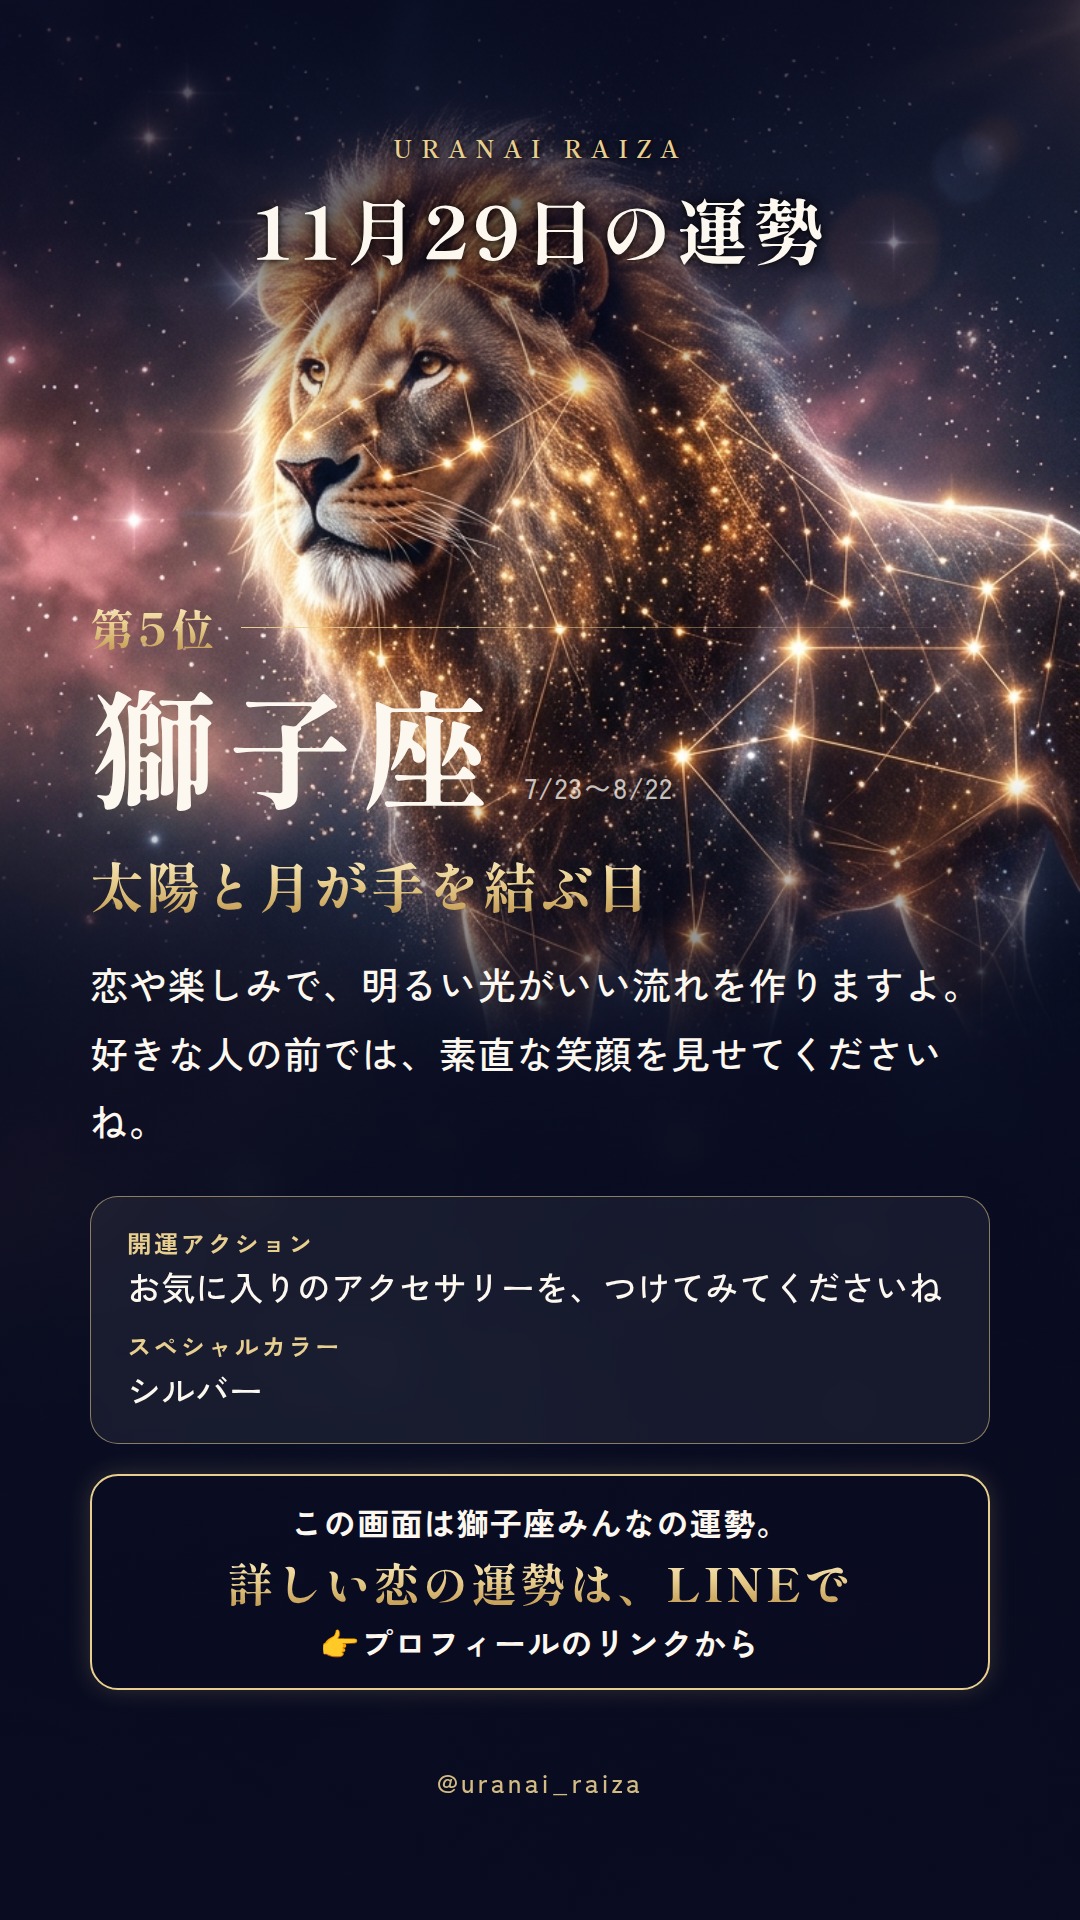 URANAI RAIZA
11月29日の運勢
第5位
獅子座 7/23〜8/22
太陽と月が手を結ぶ日
恋や楽しみで、明るい光がいい流れを作りますよ。
好きな人の前では、素直な笑顔を見せてください
ね。
開運アクション
お気に入りのアクセサリーを、つけてみてくださいね
スペシャルカラー
シルバー
この画面は獅子座みんなの運勢。
詳しい恋の運勢は、LINEで
👉プロフィールのリンクから
@uranai_raiza